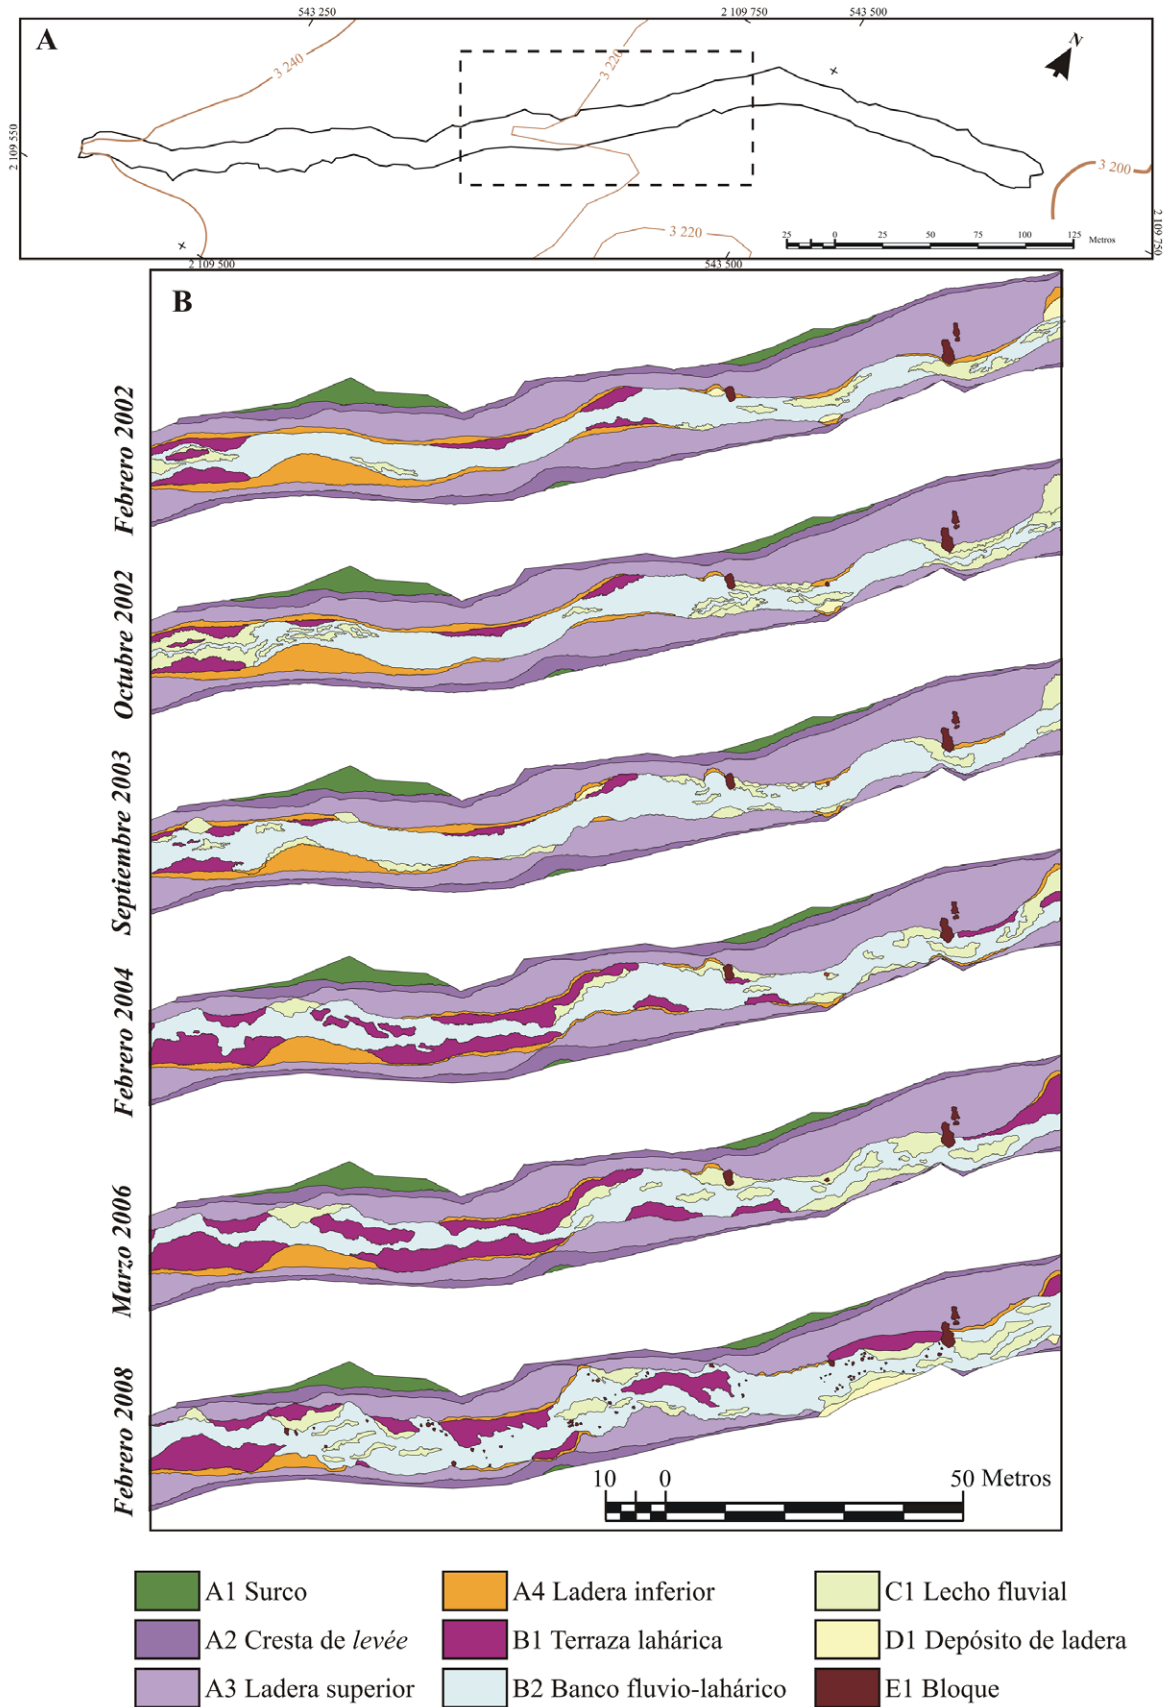 543 250
2 109 750
543 500
A
N
3 240
3 220
2 109 550
3 200
3 220
2 109 750
25 0 25 50 75 100 125 Metros
2 109 500
543 500
B
Febrero 2002
Octubre 2002
Septiembre 2003
Febrero 2004
Marzo 2006
Febrero 2008
10 0 50 Metros
A1 Surco
A4 Ladera inferior
C1 Lecho fluvial
A2 Cresta de levée
B1 Terraza lahárica
D1 Depósito de ladera
A3 Ladera superior
B2 Banco fluvio-lahárico
E1 Bloque